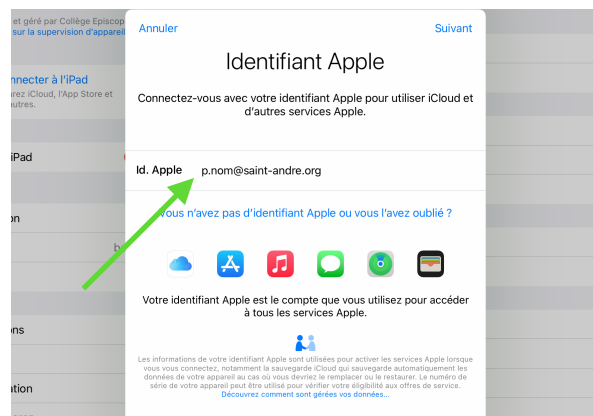 et géré par Collège Episcop
sur la supervision d'appareil
Annuler
Suivant
Identifiant Apple
Connectez-vous avec votre identifiant Apple pour utiliser iCloud et
d'autres services Apple.
nnecter à l'iPad
rez iCloud, l'App Store et
autres.
iPad
Id. Apple p.nom@saint-andre.org
on
Vous n'avez pas d'identifiant Apple ou vous l'avez oublié ?
b
Votre identifiant Apple est le compte que vous utilisez pour accéder
à tous les services Apple.
ons
Les informations de votre identifiant Apple sont utilisées pour activer les services Apple lorsque
vous vous connectez, notamment la sauvegarde iCloud qui sauvegarde automatiquement les
données de votre appareil au cas où vous devriez le remplacer ou le restaurer. Le numéro de
série de votre appareil peut être utilisé pour vérifier votre éligibilité aux offres de service.
Découvrez comment sont gérées vos données...
ation